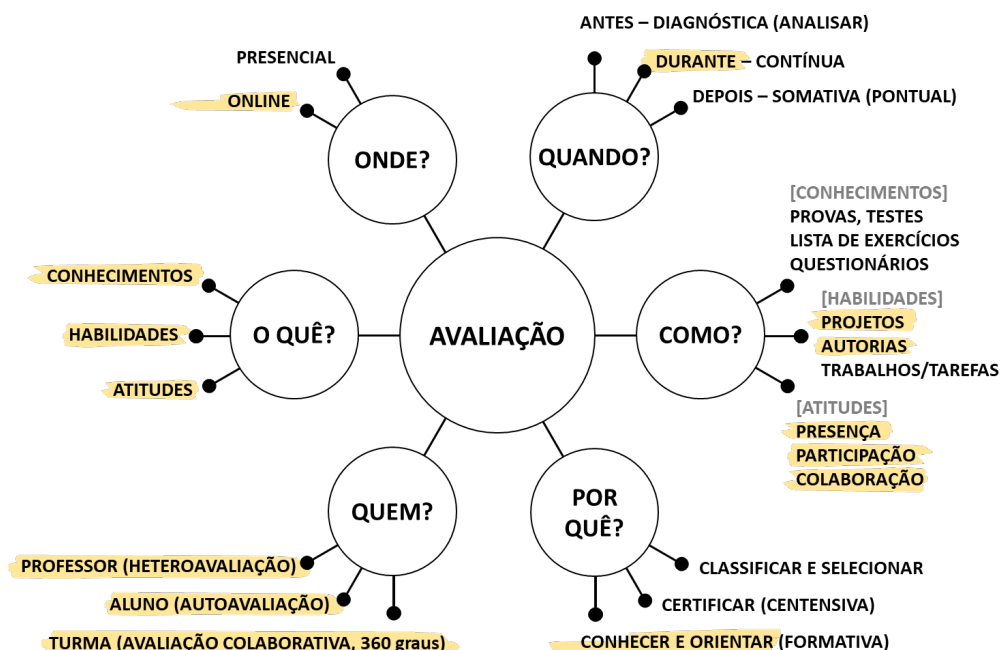 ANTES – DIAGNÓSTICA (ANALISAR)
PRESENCIAL
DURANTE – CONTÍNUA
ONLINE
DEPOIS – SOMATIVA (PONTUAL)
ONDE?
QUANDO?
[CONHECIMENTOS]
PROVAS, TESTES
LISTA DE EXERCÍCIOS
QUESTIONÁRIOS
CONHECIMENTOS
HABILIDADES
ATITUDES
O QUÊ?
AVALIAÇÃO
COMO?
[HABILIDADES]
PROJETOS
AUTORIAS
TRABALHOS/TAREFAS
[ATITUDES]
PRESENÇA
PARTICIPAÇÃO
COLABORAÇÃO
QUEM?
POR
QUÊ?
PROFESSOR (HETEROAVALIAÇÃO)
ALUNO (AUTOAVALIAÇÃO)
TURMA (AVALIAÇÃO COLABORATIVA, 360 graus)
CLASSIFICAR E SELECIONAR
CERTIFICAR (CENTENSIVA)
CONHECER E ORIENTAR (FORMATIVA)